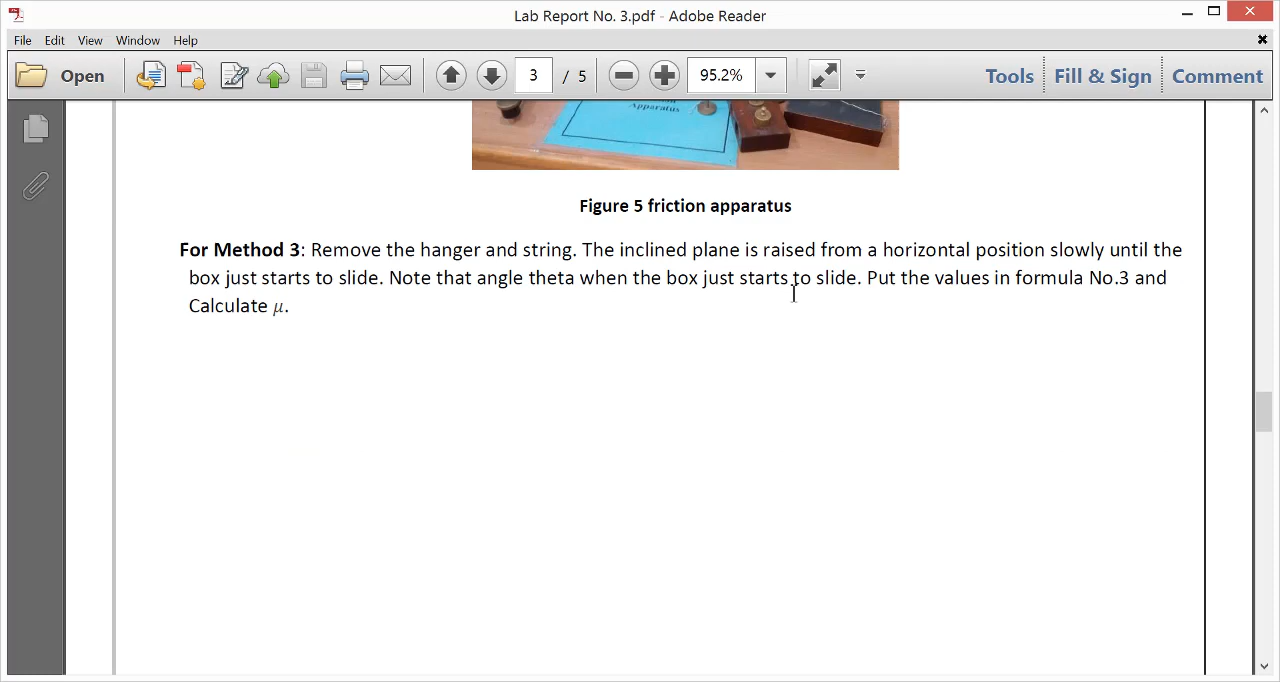 Lab Report No. 3.pdf - Adobe Reader
File Edit View Window Help
Open 3 / 5 95.2% Tools Fill & Sign Comment
Apparatus
Figure 5 friction apparatus
For Method 3: Remove the hanger and string. The inclined plane is raised from a horizontal position slowly until the
box just starts to slide. Note that angle theta when the box just starts to slide. Put the values in formula No.3 and
Calculate μ.